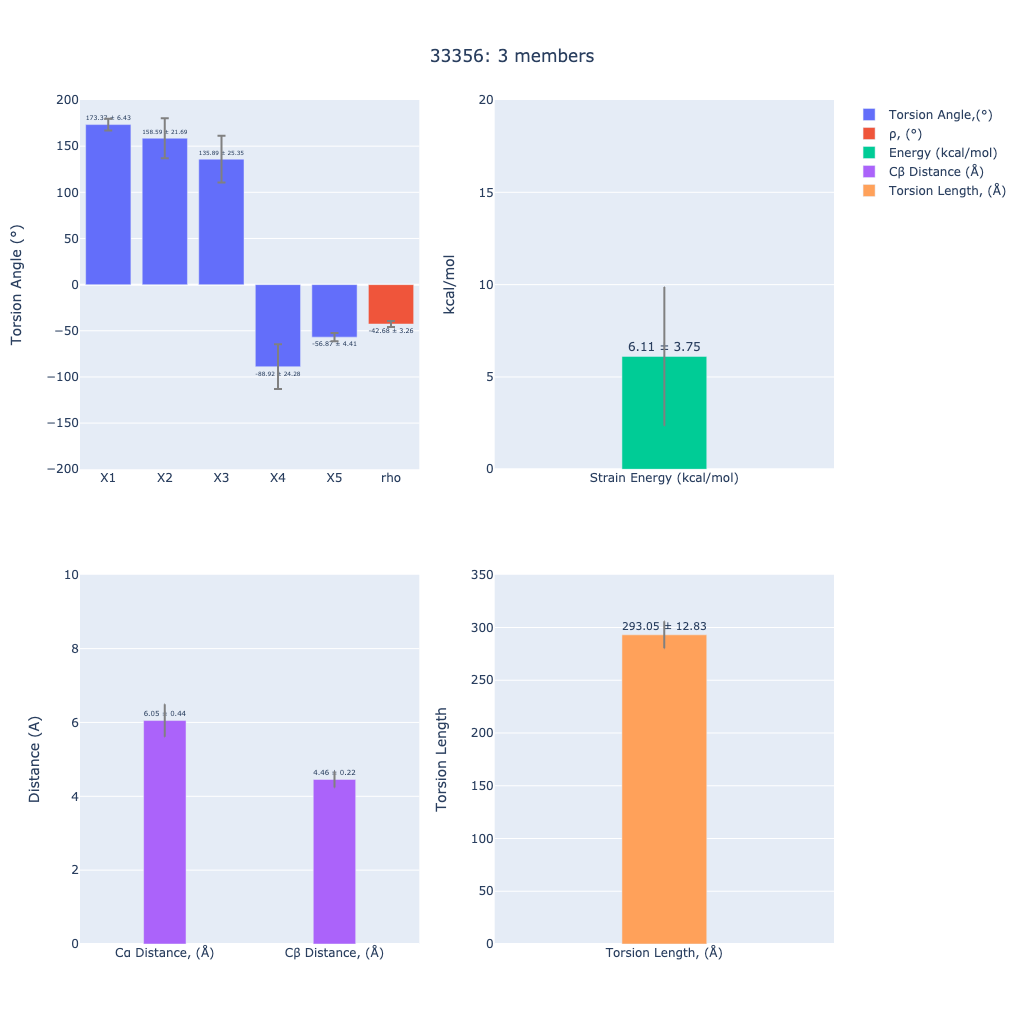 33356: 3 members
Torsion Angle (°)
200
150
100
50
0
−50
−100
−150
−200
173.32 ± 6.43
158.59 ± 21.69
135.89 ± 25.35
-88.92 ± 24.28
-56.87 ± 4.41
-42.68 ± 3.26
X1
X2
X3
X4
X5
rho
kcal/mol
20
15
10
5
0
6.11 ± 3.75
Strain Energy (kcal/mol)
Torsion Angle,(°)
ρ, (°)
Energy (kcal/mol)
Cβ Distance (Å)
Torsion Length, (Å)
Distance (A)
10
8
6
4
2
0
6.05 ± 0.44
4.46 ± 0.22
Cα Distance, (Å)
Cβ Distance, (Å)
Torsion Length
350
300
250
200
150
100
50
0
293.05 ± 12.83
Torsion Length, (Å)